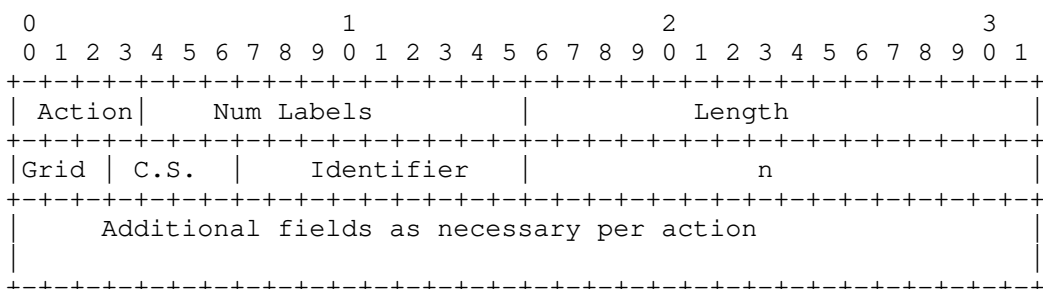 0                   1                   2                   3
 0 1 2 3 4 5 6 7 8 9 0 1 2 3 4 5 6 7 8 9 0 1 2 3 4 5 6 7 8 9 0 1
+-+-+-+-+-+-+-+-+-+-+-+-+-+-+-+-+-+-+-+-+-+-+-+-+-+-+-+-+-+-+-+-+
| Action|    Num Labels         |          Length               |
+-+-+-+-+-+-+-+-+-+-+-+-+-+-+-+-+-+-+-+-+-+-+-+-+-+-+-+-+-+-+-+-+
|Grid | C.S.  |    Identifier   |              n                |
+-+-+-+-+-+-+-+-+-+-+-+-+-+-+-+-+-+-+-+-+-+-+-+-+-+-+-+-+-+-+-+-+
|     Additional fields as necessary per action                 |
|                                                               |
+-+-+-+-+-+-+-+-+-+-+-+-+-+-+-+-+-+-+-+-+-+-+-+-+-+-+-+-+-+-+-+-+